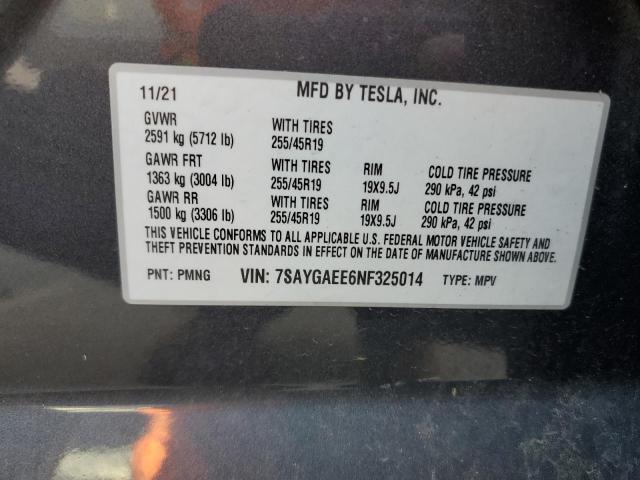 11/21 MFD BY TESLA, INC.
GVWR
2591 kg (5712 lb) WITH TIRES 255/45R19
GAWR FRT WITH TIRES RIM COLD TIRE PRESSURE
1363 kg (3004 lb) 255/45R19 19X9.5J 290 kPa, 42 psi
GAWR RR WITH TIRES RIM COLD TIRE PRESSURE
1500 kg (3306 lb) 255/45R19 19X9.5J 290 kPa, 42 psi
THIS VEHICLE CONFORMS TO ALL APPLICABLE U.S. FEDERAL MOTOR VEHICLE SAFETY AND
THEFT PREVENTION STANDARDS IN EFFECT ON THE DATE OF MANUFACTURE SHOWN ABOVE.
PNT: PMNG VIN: 7SAYGAEE6NF325014 TYPE: MPV